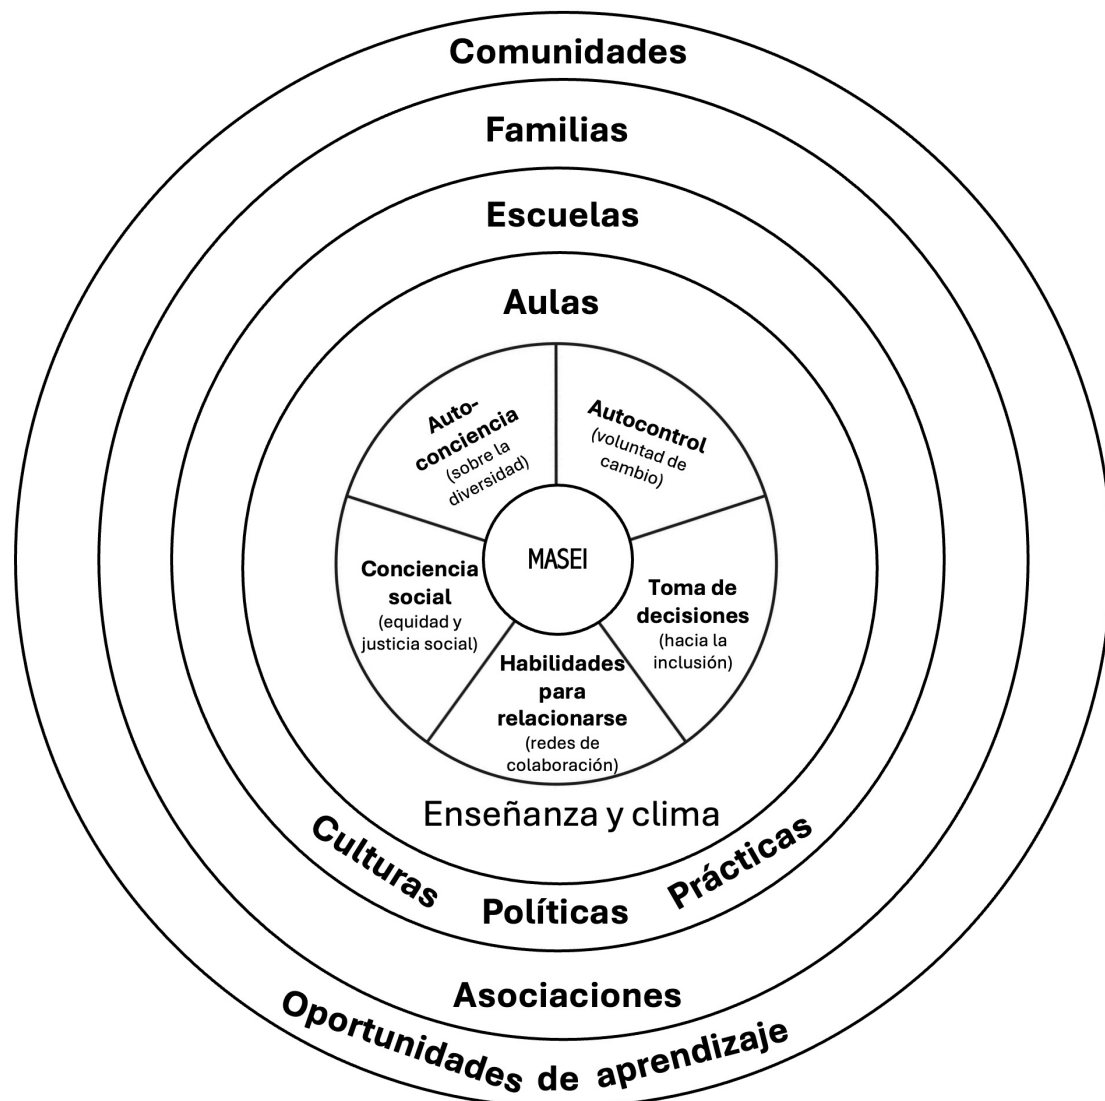 Comunidades
Familias
Escuelas
Aulas
Auto-
conciencia
(sobre la
diversidad)
Autocontrol
(voluntad de
cambio)
MASEI
Conciencia
social
(equidad y
justicia social)
Toma de
decisiones
(hacia la
inclusión)
Habilidades
para
relacionarse
(redes de
colaboración)
Enseñanza y clima
Culturas
Políticas
Prácticas
Asociaciones
Oportunidades de aprendizaje